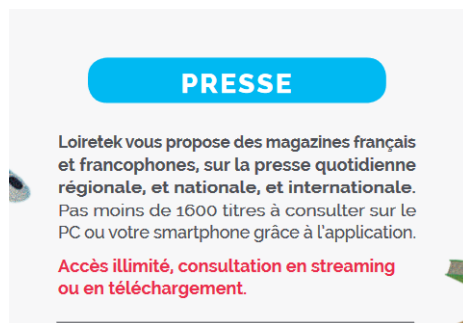 PRESSE
Loiretek vous propose des magazines français
et francophones, sur la presse quotidienne
régionale, et nationale, et internationale.
Pas moins de 1600 titres à consulter sur le
PC ou votre smartphone grâce à l'application.
Accès illimité, consultation en streaming
ou en téléchargement.